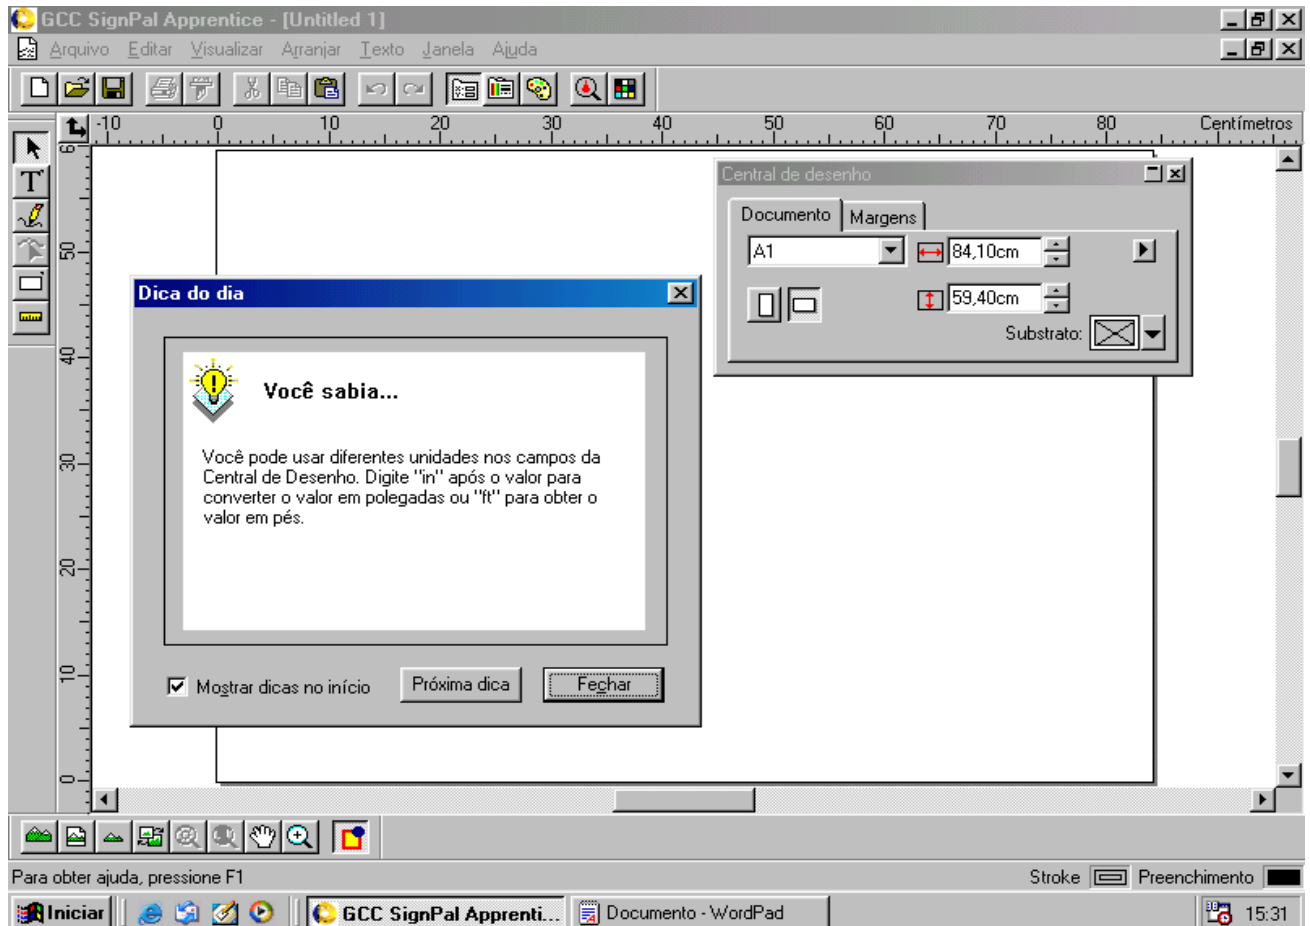 GCC SignPal Apprentice - [Untitled 1]
Arquivo Editar Visualizar Arranjar Texto Janela Ajuda
-10 0 10 20 30 40 50 60 70 80 Centímetros
6
50
40
30
20
10
0
Central de desenho
Documento Margens
A1 84,10cm
59,40cm
Substrato:
Dica do dia
Você sabia...
Você pode usar diferentes unidades nos campos da
Central de Desenho. Digite "in" após o valor para
converter o valor em polegadas ou "ft" para obter o
valor em pés.
Mostrar dicas no início Próxima dica Fechar
Para obter ajuda, pressione F1 Stroke Preenchimento
Iniciar GCC SignPal Apprenti... Documento - WordPad 15:31